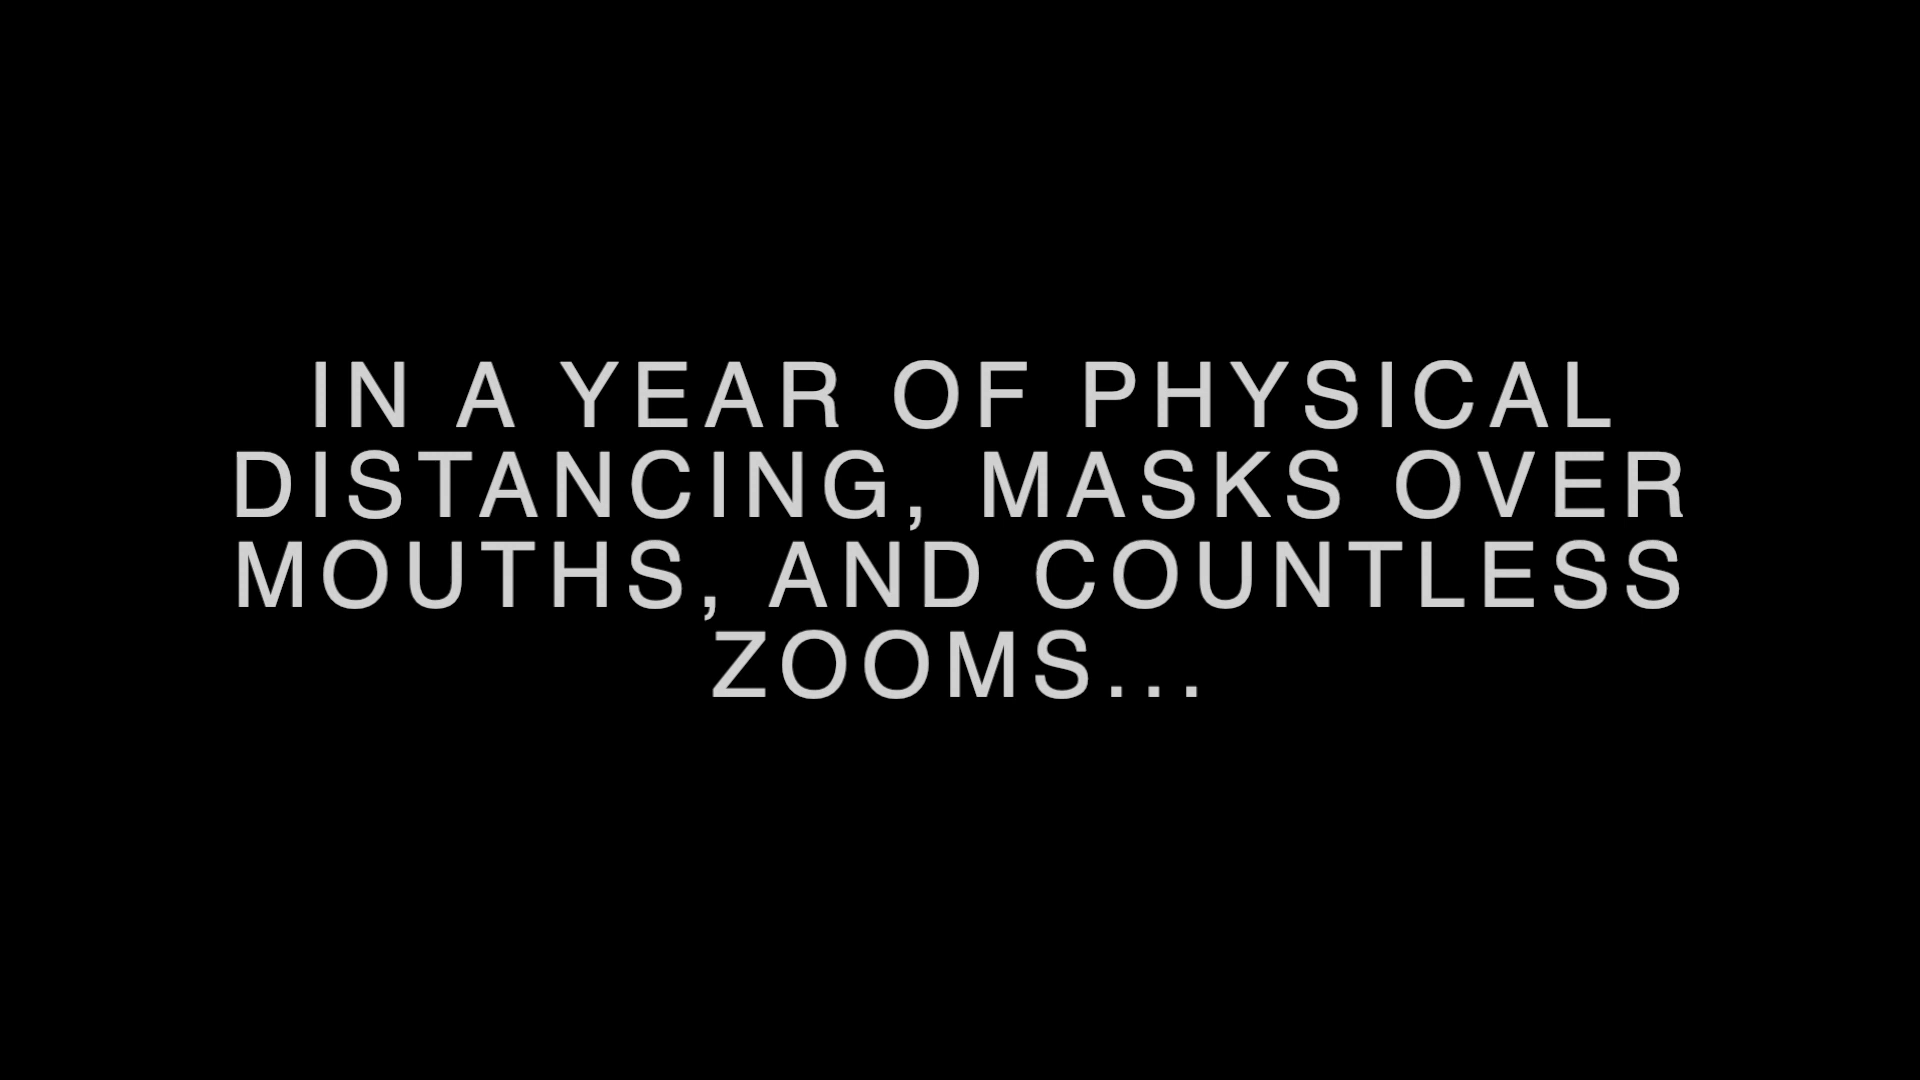 IN A YEAR OF PHYSICAL
DISTANCING, MASKS OVER
MOUTHS, AND COUNTLESS
ZOOMS...